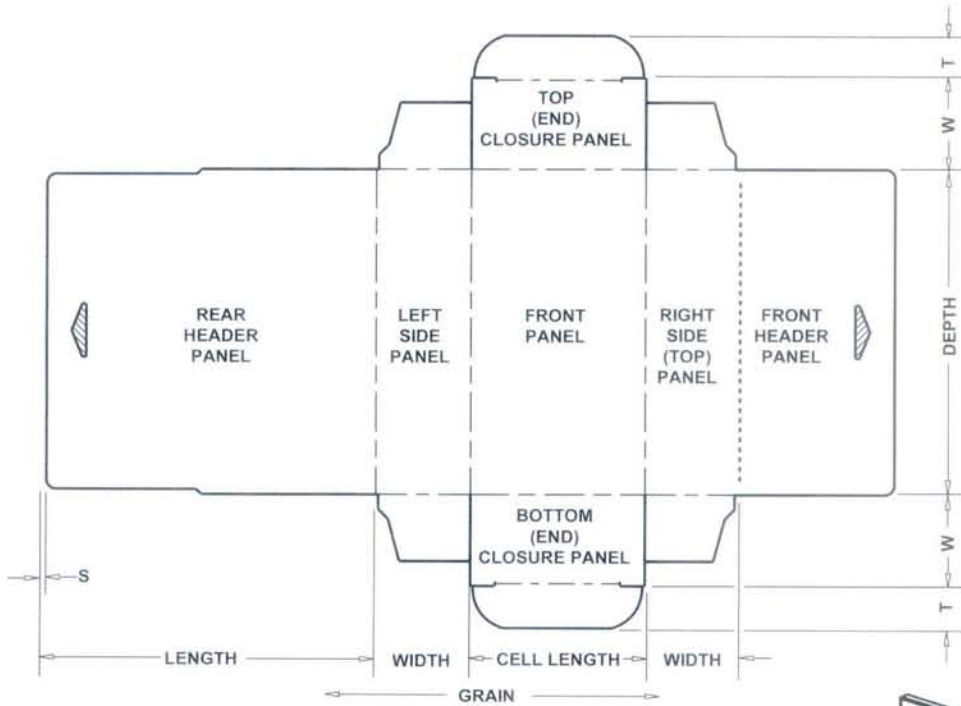 T
W
TOP
(END)
CLOSURE PANEL
REAR
HEADER
PANEL
LEFT
SIDE
PANEL
FRONT
PANEL
RIGHT
SIDE
(TOP)
PANEL
FRONT
HEADER
PANEL
DEPTH
BOTTOM
(END)
CLOSURE PANEL
W
T
S
LENGTH
WIDTH
CELL LENGTH
WIDTH
GRAIN